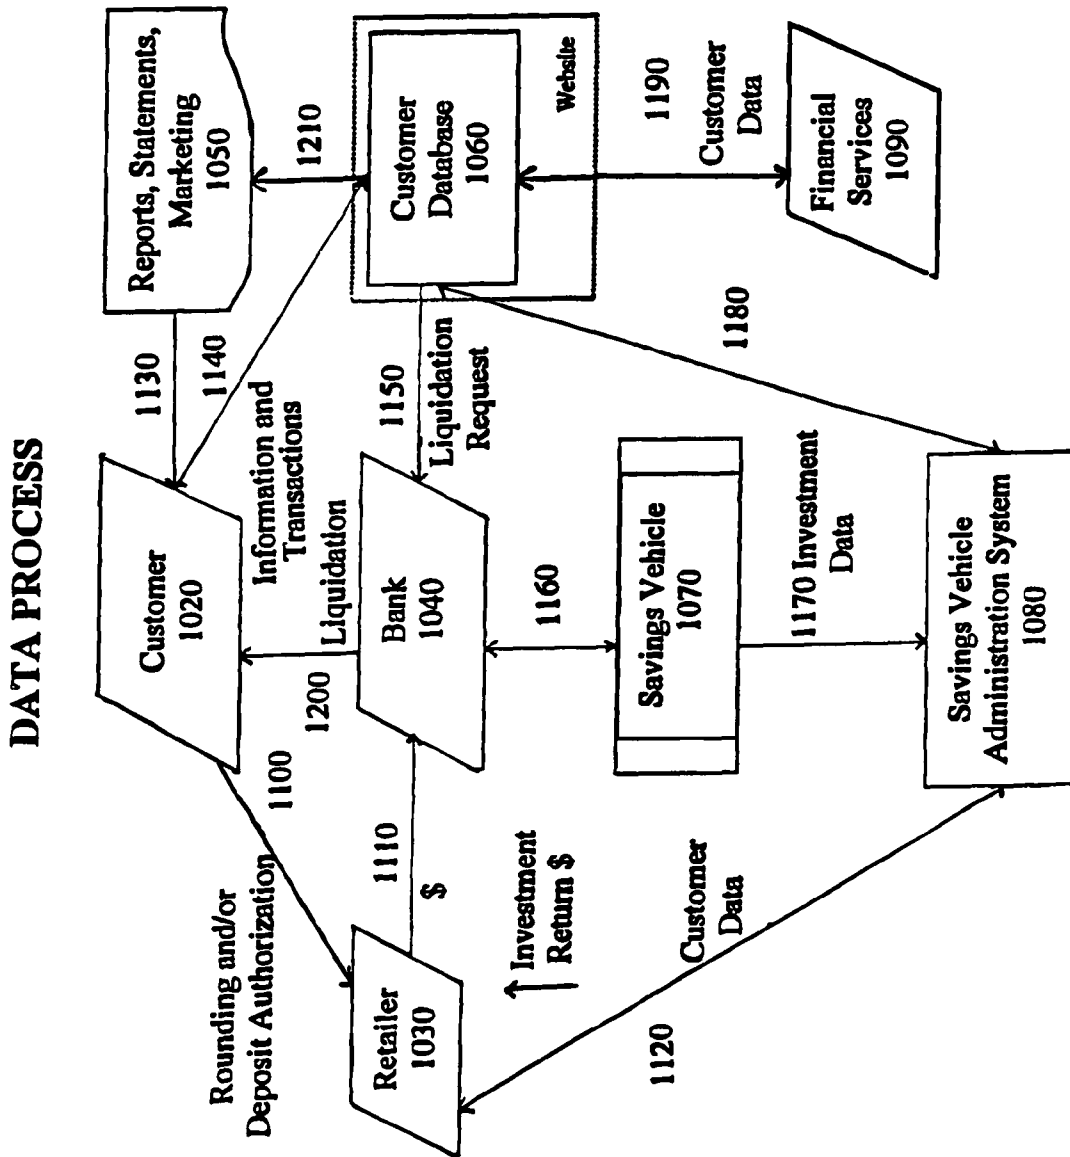 DATA PROCESS
Customer
1020
Reports, Statements,
Marketing
1050
1130
1140
1210
Information and
Transactions
Rounding and/or
Deposit Authorization
1100
1200
Liquidation
Retailer
1030
1110
$
Bank
1040
1150
Liquidation
Request
Customer
Database
1060
Website
Investment
Return $
1160
1190
Customer
Data
Savings Vehicle
1070
1180
1120
Customer
Data
1170 Investment
Data
Financial
Services
1090
Savings Vehicle
Administration System
1080